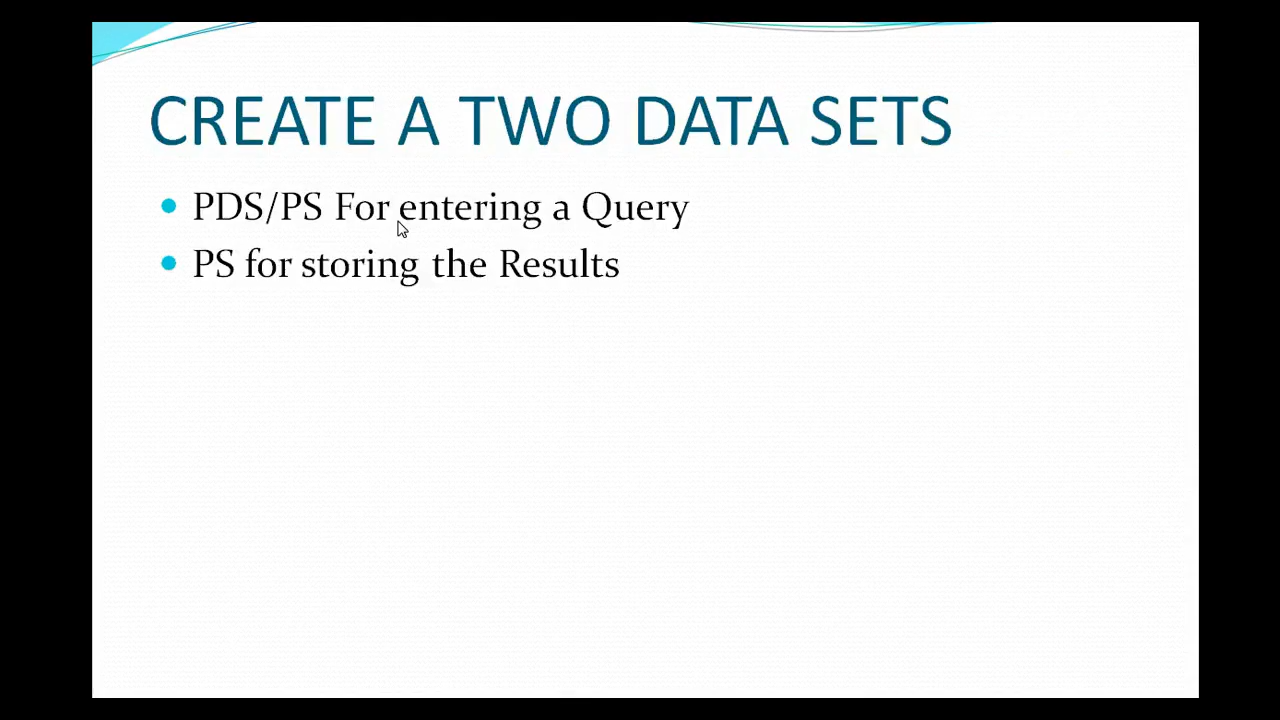 CREATE A TWO DATA SETS
PDS/PS For entering a Query
PS for storing the Results